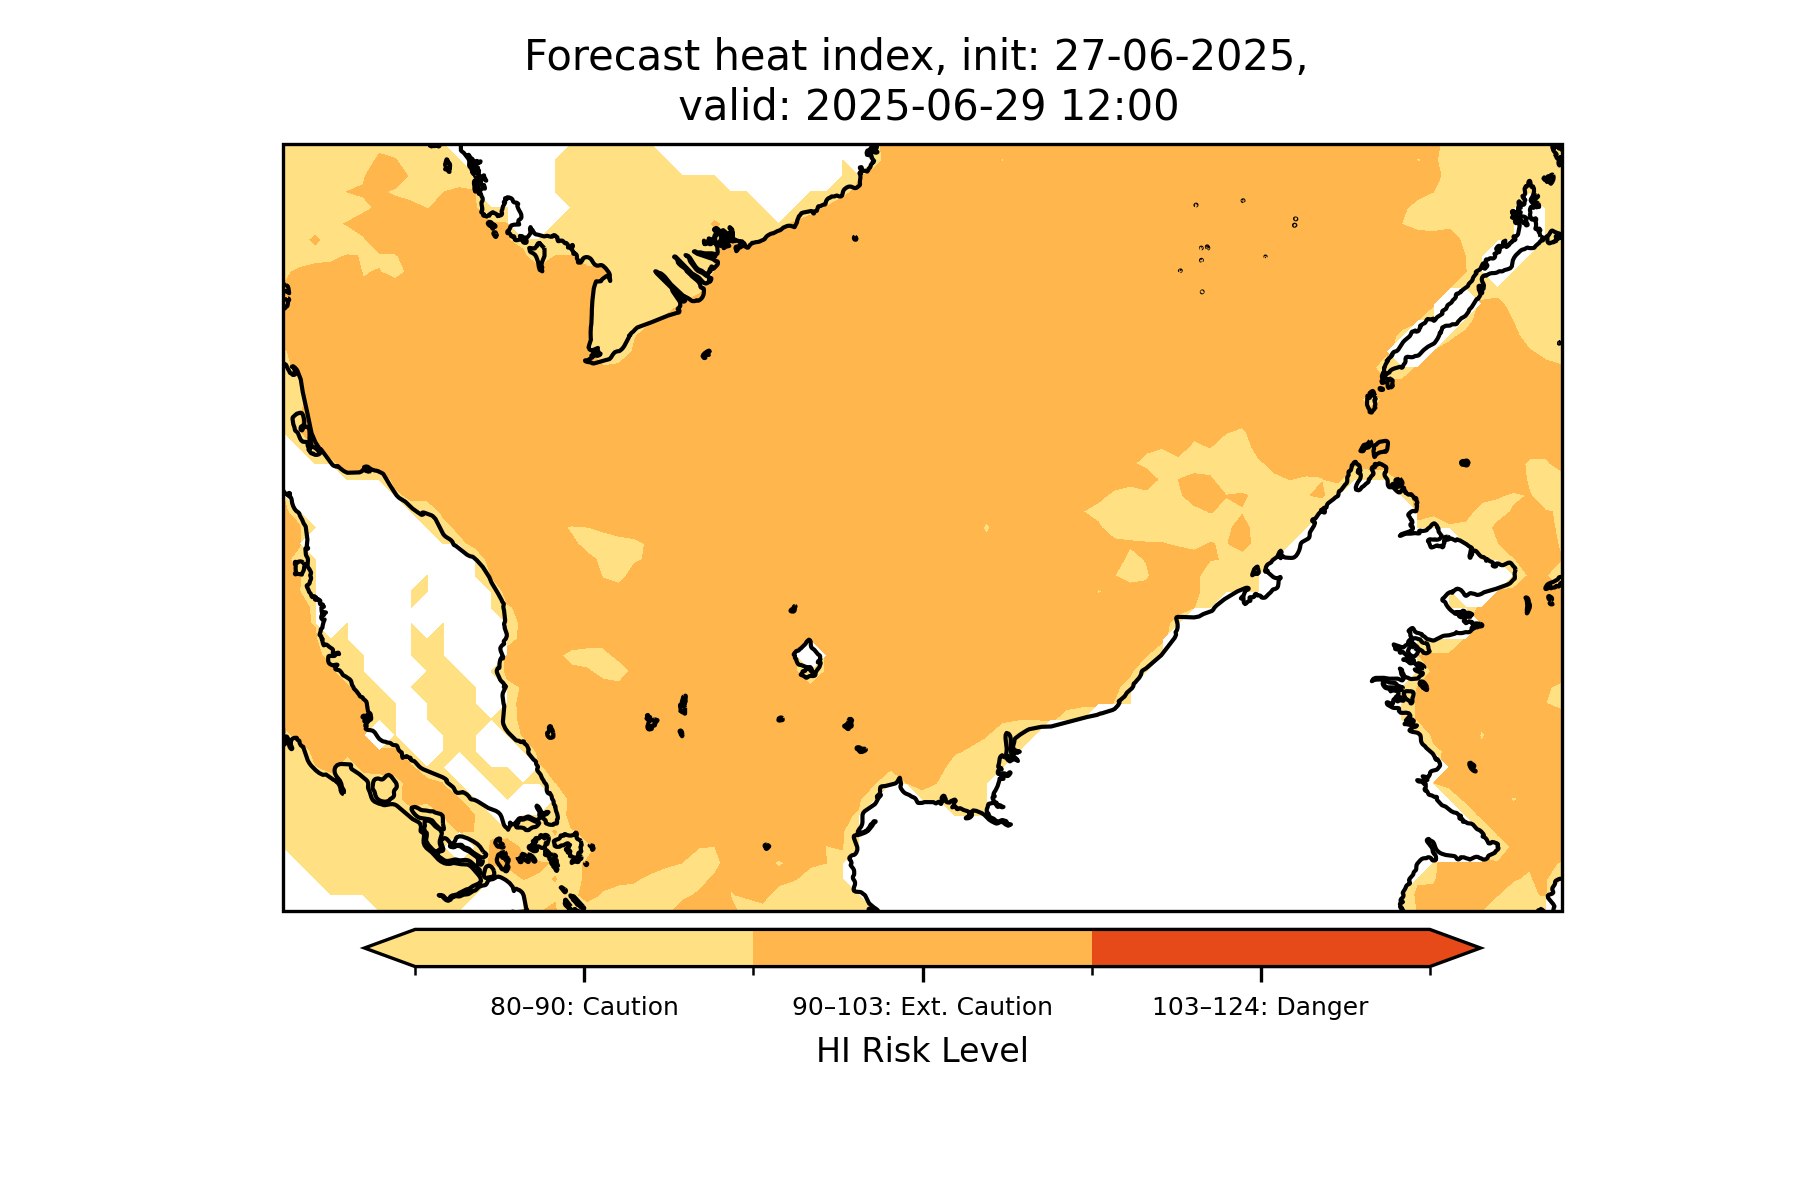 Forecast heat index, init: 27-06-2025,
valid: 2025-06-29 12:00
80–90: Caution
90–103: Ext. Caution
103–124: Danger
HI Risk Level